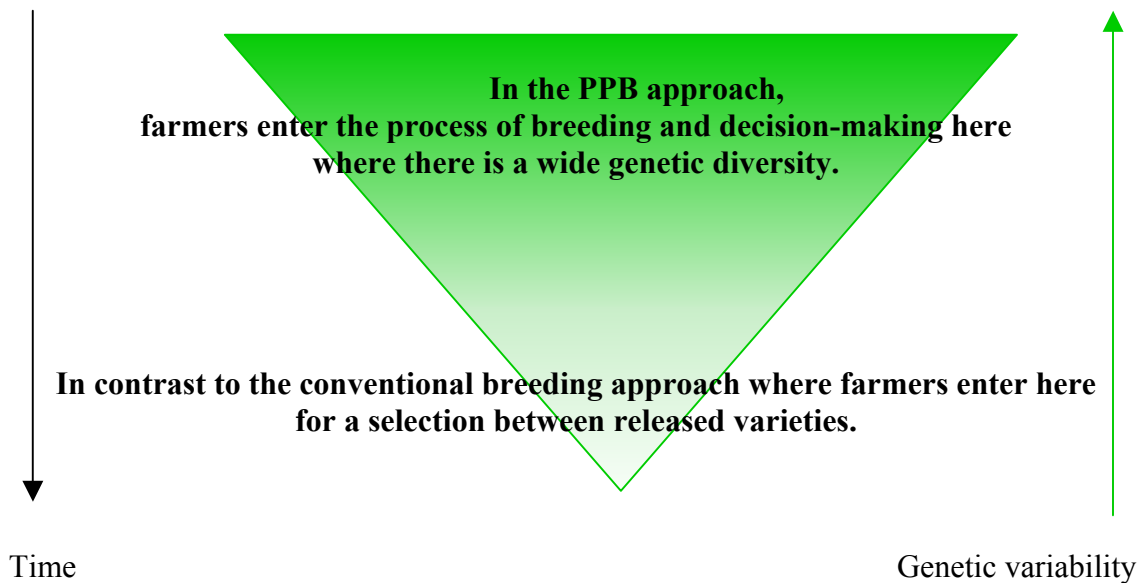 In the PPB approach,
farmers enter the process of breeding and decision-making here
where there is a wide genetic diversity.
In contrast to the conventional breeding approach where farmers enter here
for a selection between released varieties.
Time
Genetic variability